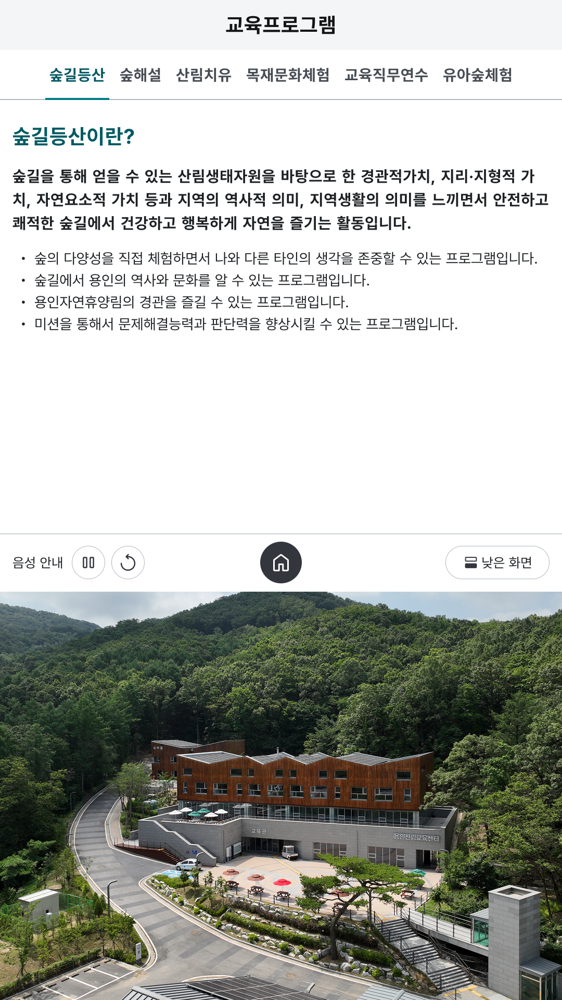 교육프로그램
숲길등산 숲해설 산림치유 목재문화체험 교육직무연수 유아숲체험
숲길등산이란?
숲길을 통해 얻을 수 있는 산림생태자원을 바탕으로 한 경관적가치, 지리·지형적 가
치, 자연요소적 가치 등과 지역의 역사적 의미, 지역생활의 의미를 느끼면서 안전하고
쾌적한 숲길에서 건강하고 행복하게 자연을 즐기는 활동입니다.
• 숲의 다양성을 직접 체험하면서 나와 다른 타인의 생각을 존중할 수 있는 프로그램입니다.
• 숲길에서 용인의 역사와 문화를 알 수 있는 프로그램입니다.
• 용인자연휴양림의 경관을 즐길 수 있는 프로그램입니다.
• 미션을 통해서 문제해결능력과 판단력을 향상시킬 수 있는 프로그램입니다.
음성 안내
낮은 화면
숙박동
교육관
용인산림교육센터